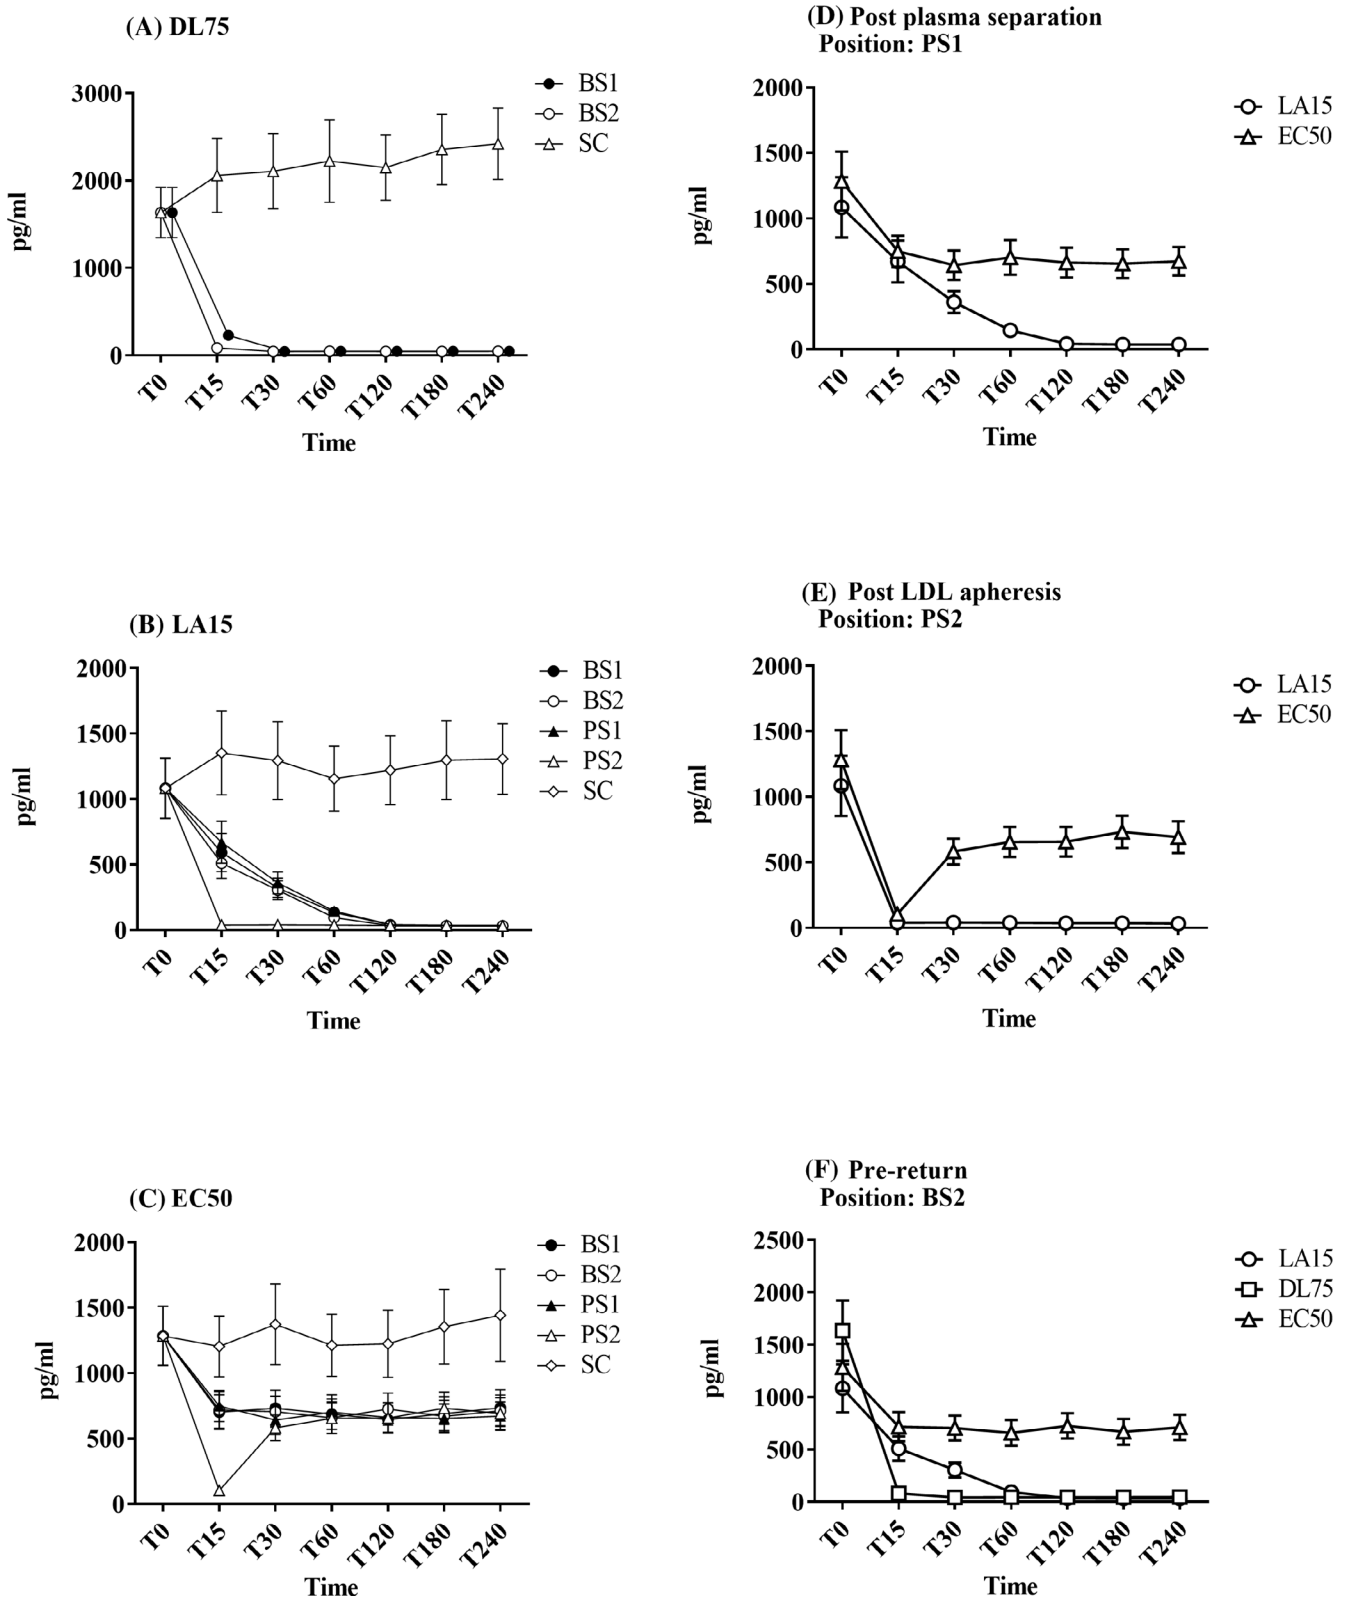 (A) DL75
3000
2000
1000
0
pg/ml
T0 T15 T30 T60 T120 T180 T240
Time
BS1
BS2
SC
(D) Post plasma separation
Position: PS1
2000
1500
1000
500
0
pg/ml
T0 T15 T30 T60 T120 T180 T240
Time
LA15
EC50
(B) LA15
2000
1500
1000
500
0
pg/ml
T0 T15 T30 T60 T120 T180 T240
Time
BS1
BS2
PS1
PS2
SC
(E) Post LDL apheresis
Position: PS2
2000
1500
1000
500
0
pg/ml
T0 T15 T30 T60 T120 T180 T240
Time
LA15
EC50
(C) EC50
2000
1500
1000
500
0
pg/ml
T0 T15 T30 T60 T120 T180 T240
Time
BS1
BS2
PS1
PS2
SC
(F) Pre-return
Position: BS2
2500
2000
1500
1000
500
0
pg/ml
T0 T15 T30 T60 T120 T180 T240
Time
LA15
DL75
EC50